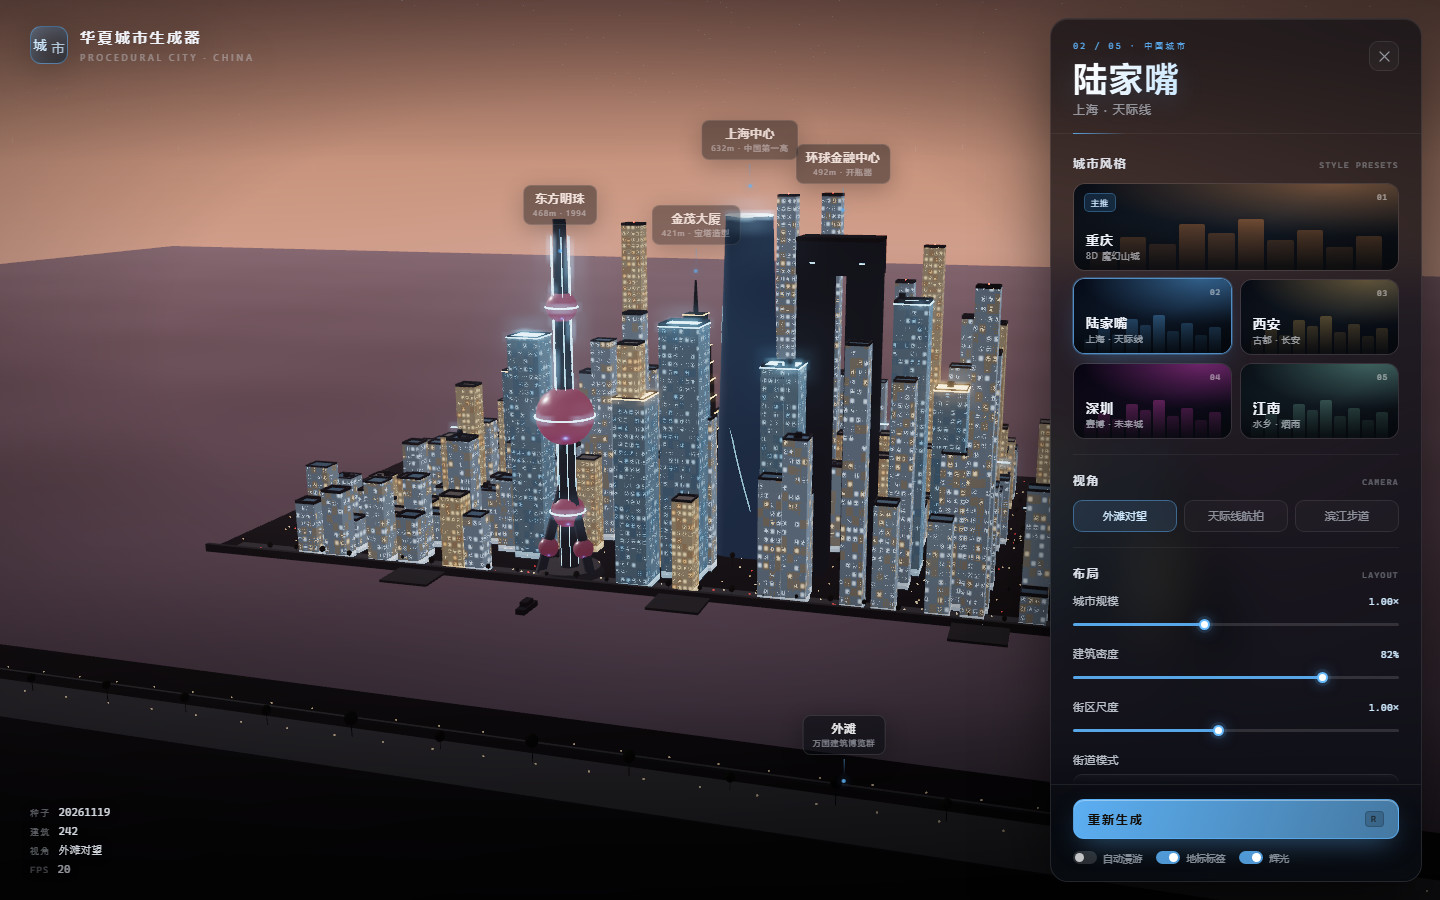 城市
华夏城市生成器
PROCEDURAL CITY · CHINA
上海中心
632m · 中国第一高
环球金融中心
492m · 开瓶器
东方明珠
468m · 1994
金茂大厦
421m · 宝塔造型
外滩
万国建筑博览群
种子 20261119
建筑 242
视角 外滩对望
FPS 20
02 / 05 · 中国城市
陆家嘴
上海 · 天际线
城市风格 STYLE PRESETS
主推 01
重庆
8D 魔幻山城
02
陆家嘴
上海 · 天际线
03
西安
古都 · 长安
04
深圳
赛博 · 未来城
05
江南
水乡 · 烟雨
视角 CAMERA
外滩对望 天际线航拍 滨江步道
布局 LAYOUT
城市规模 1.00×
建筑密度 82%
街区尺度 1.00×
街道模式
重新生成 R
自动漫游 地标标签 辉光